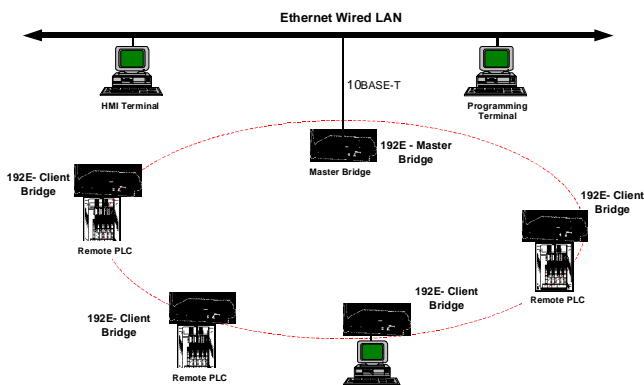 Ethernet Wired LAN
10BASE-T
HMI Terminal
Programming
Terminal
192E - Master
Bridge
Master Bridge
192E- Client
Bridge
192E- Client
Bridge
Remote PLC
Remote PLC
192E- Client
Bridge
192E- Client
Bridge
Remote PLC